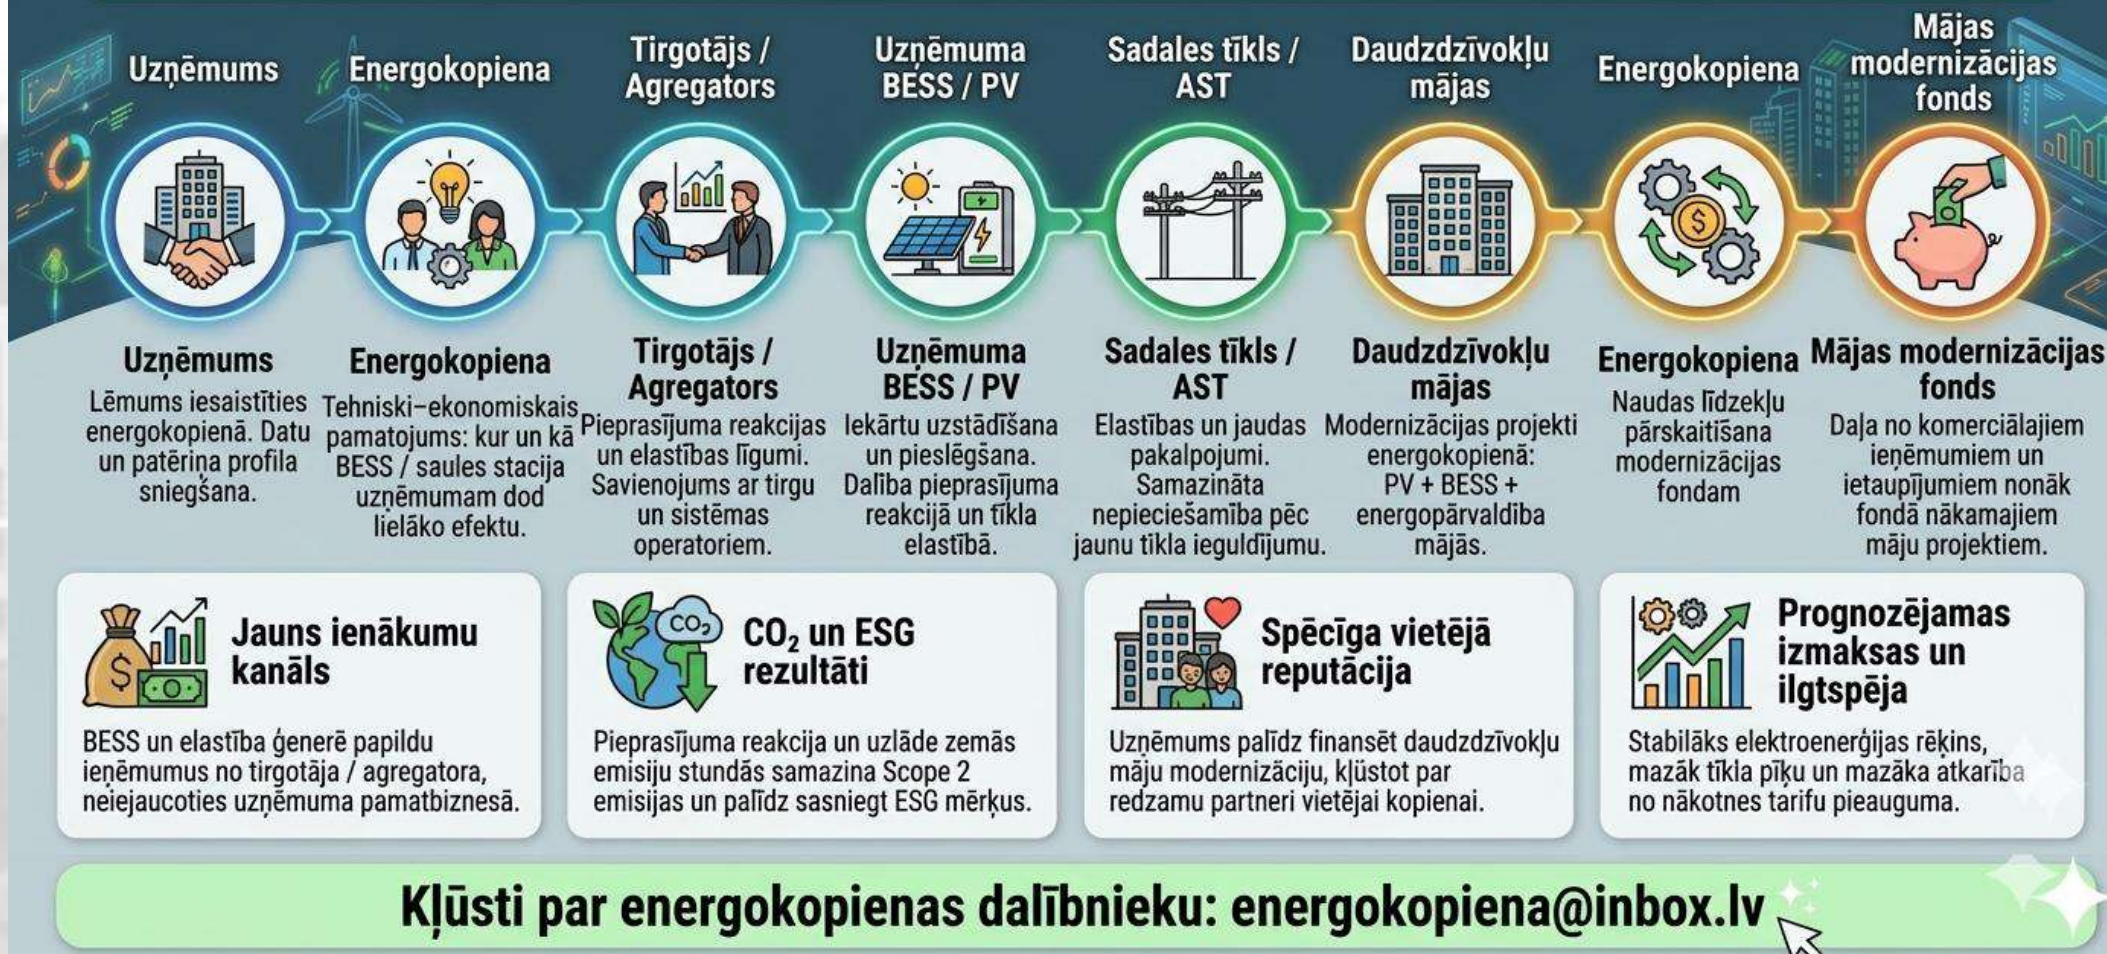 Uzņēmums
Energokopiena
Tirgotājs /
Agregators
Uzņēmuma
BESS / PV
Sadales tīkls /
AST
Daudzdzīvokļu
mājas
Energokopiena
Mājas
modernizācijas
fonds
Uzņēmums
Lēmums iesaistīties
energokopienā. Datu
un patēriņa profila
sniegšana.
Energokopiena
Tehniski–ekonomiskais
pamatojums: kur un kā
BESS / saules stacija
uzņēmumam dod
lielāko efektu.
Tirgotājs /
Agregators
Pieprasījuma reakcijas
un elastības līgumi.
Savienojums ar tirgu
un sistēmas
operatoriem.
Uzņēmuma
BESS / PV
Iekārtu uzstādīšana
un pieslēgšana.
Dalība pieprasījuma
reakcijā un tīkla
elastībā.
Sadales tīkls /
AST
Elastības un jaudas
pakalpojumi.
Samazināta
nepieciešamība pēc
jaunu tīkla ieguldījumu.
Daudzdzīvokļu
mājas
Modernizācijas projekti
energokopienā:
PV + BESS +
energopārvaldība
mājās.
Energokopiena
Naudas līdzekļu
pārskaitīšana
modernizācijas
fondam
Mājas modernizācijas
fonds
Daļa no komerciālajiem
ieņēmumiem un
ietaupījumiem nonāk
fondā nākamajiem
māju projektiem.
$
$
Jauns ienākumu
kanāls
BESS un elastība ģenerē papildu
ieņēmumus no tirgotāja / agregatora,
neiejaucoties uzņēmuma pamatbiznesā.
CO₂
CO₂ un ESG
rezultāti
Pieprasījuma reakcija un uzlāde zemās
emisiju stundās samazina Scope 2
emisijas un palīdz sasniegt ESG mērķus.
Spēcīga vietējā
reputācija
Uzņēmums palīdz finansēt daudzdzīvokļu
māju modernizāciju, kļūstot par
redzamu partneri vietējai kopienai.
Prognozējamas
izmaksas un
ilgtspēja
Stabilāks elektroenerģijas rēķins,
mazāk tīkla pīķu un mazāka atkarība
no nākotnes tarifu pieauguma.
Kļūsti par energokopienas dalībnieku: energokopiena@inbox.lv